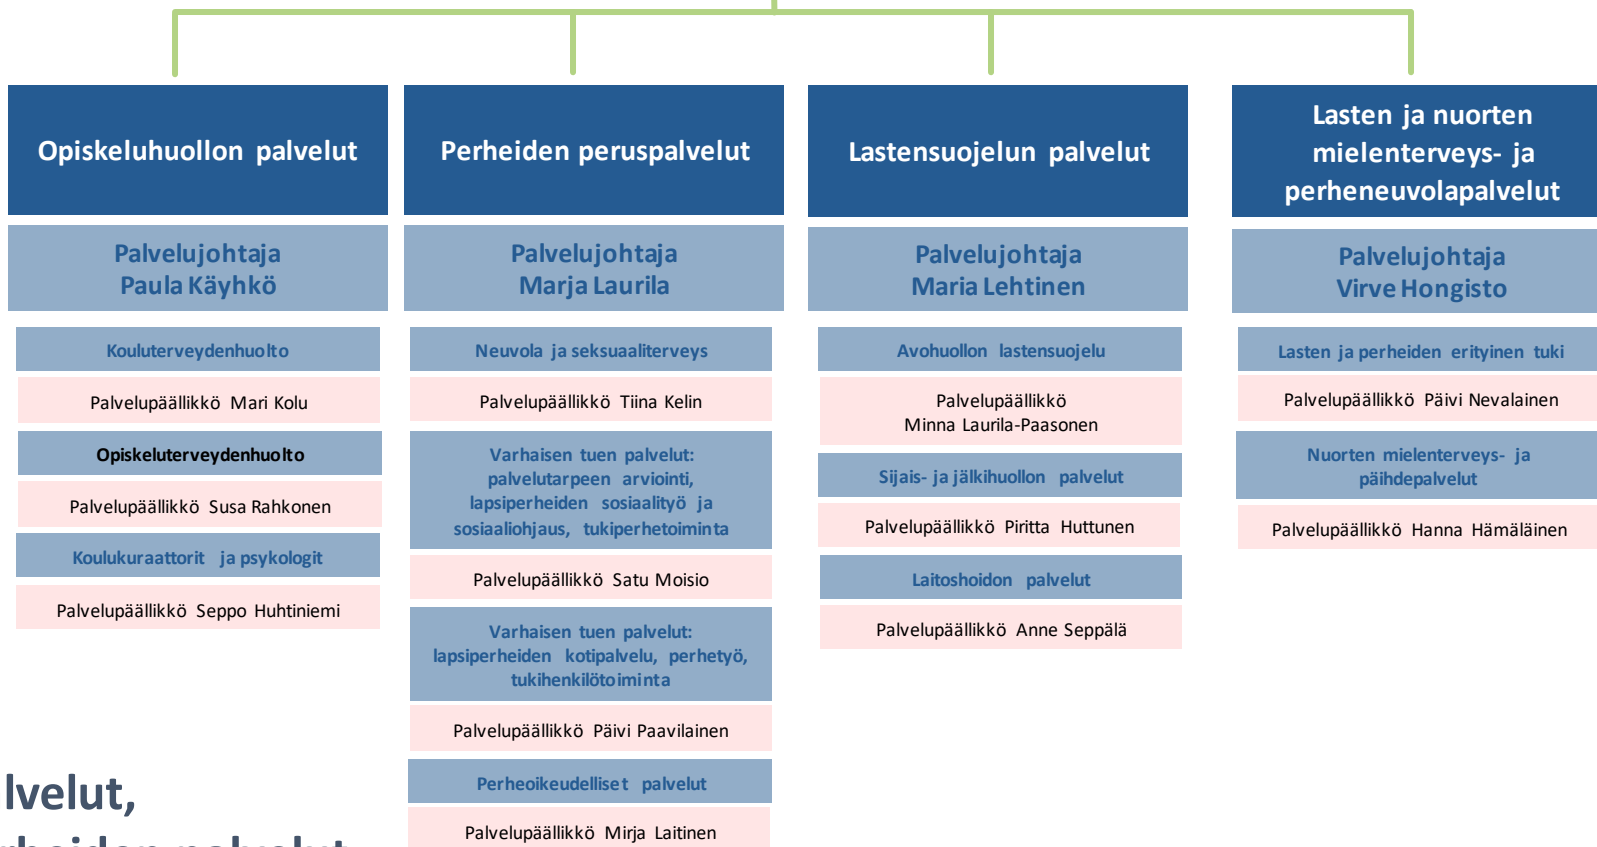 Opiskeluhuollon palvelut
Palvelujohtaja
Paula Käyhkö
Kouluterveydenhuolto
Palvelupäällikkö Mari Kolu
Opiskeluterveydenhuolto
Palvelupäällikkö Susa Rahkonen
Koulukuraattorit ja psykologit
Palvelupäällikkö Seppo Huhtiniemi
Perheiden peruspalvelut
Palvelujohtaja
Marja Laurila
Neuvola ja seksuaaliterveys
Palvelupäällikkö Tiina Kelin
Varhaisen tuen palvelut:
palvelutarpeen arviointi,
lapsiperheiden sosiaalityö ja
sosiaaliohjaus, tukiperhetoiminta
Palvelupäällikkö Satu Moisio
Varhaisen tuen palvelut:
lapsiperheiden kotipalvelu, perhetyö,
tukihenkilötoiminta
Palvelupäällikkö Päivi Paavilainen
Perheoikeudelliset palvelut
Palvelupäällikkö Mirja Laitinen
Lastensuojelun palvelut
Palvelujohtaja
Maria Lehtinen
Avohuollon lastensuojelu
Palvelupäällikkö
Minna Laurila-Paasonen
Sijais- ja jälkihuollon palvelut
Palvelupäällikkö Piritta Huttunen
Laitoshoidon palvelut
Palvelupäällikkö Anne Seppälä
Lasten ja nuorten
mielenterveys- ja
perheneuvolapalvelut
Palvelujohtaja
Virve Hongisto
Lasten ja perheiden erityinen tuki
Palvelupäällikkö Päivi Nevalainen
Nuorten mielenterveys- ja
päihdepalvelut
Palvelupäällikkö Hanna Hämäläinen
lvelut,
rheiden palvelut